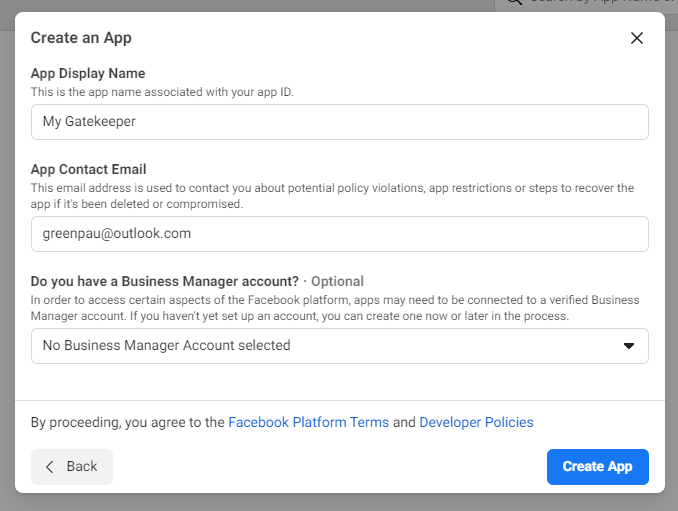 Search by App Name or
Create an App
App Display Name
This is the app name associated with your app ID.
My Gatekeeper
App Contact Email
This email address is used to contact you about potential policy violations, app restrictions or steps to recover the
app if it's been deleted or compromised.
greenpau@outlook.com
Do you have a Business Manager account? · Optional
In order to access certain aspects of the Facebook platform, apps may need to be connected to a verified Business
Manager account. If you haven't yet set up an account, you can create one now or later in the process.
No Business Manager Account selected
By proceeding, you agree to the Facebook Platform Terms and Developer Policies
Back
Create App